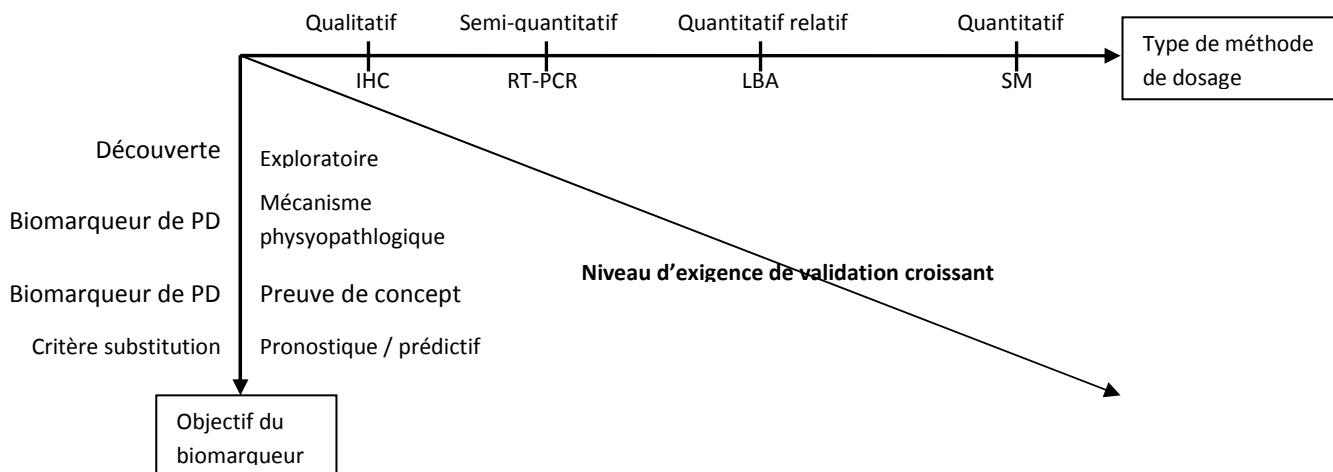 Qualitatif Semi-quantitatif Quantitatif relatif Quantitatif
Type de méthode
de dosage
IHC RT-PCR LBA SM
Découverte Exploratoire
Biomarqueur de PD Mécanisme
physyopathlogique
Niveau d’exigence de validation croissant
Biomarqueur de PD Preuve de concept
Critère substitution Pronostique / prédictif
Objectif du
biomarqueur